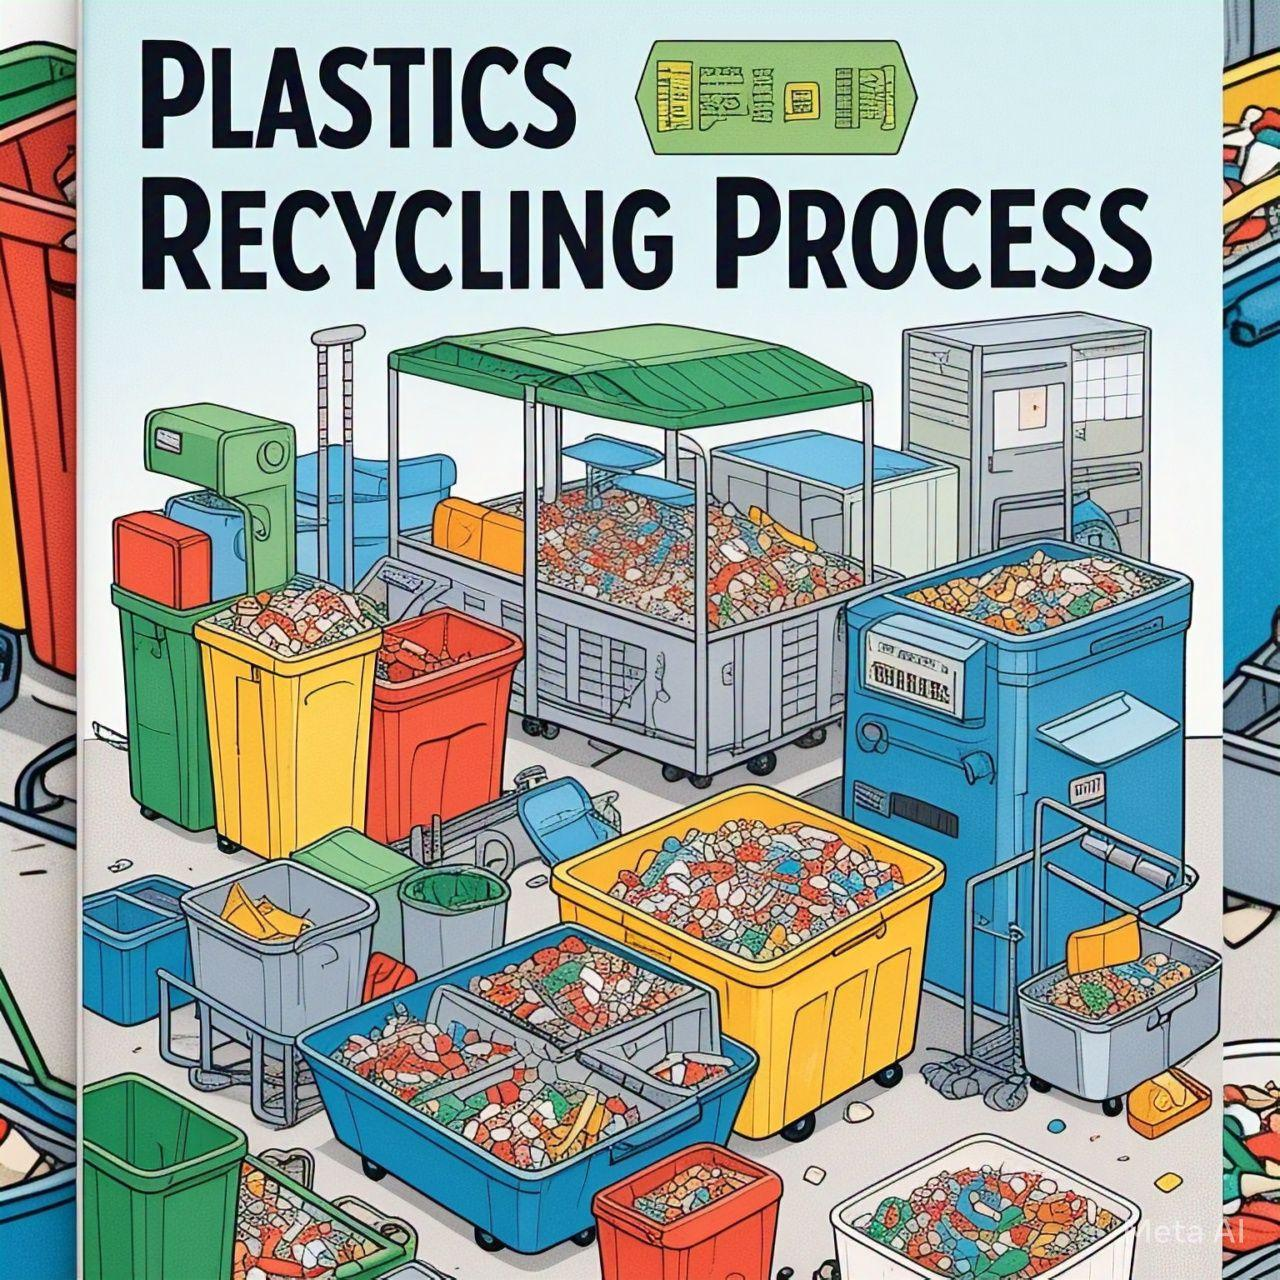 PLASTICS
RECYCLING PROCESS
Meta AI